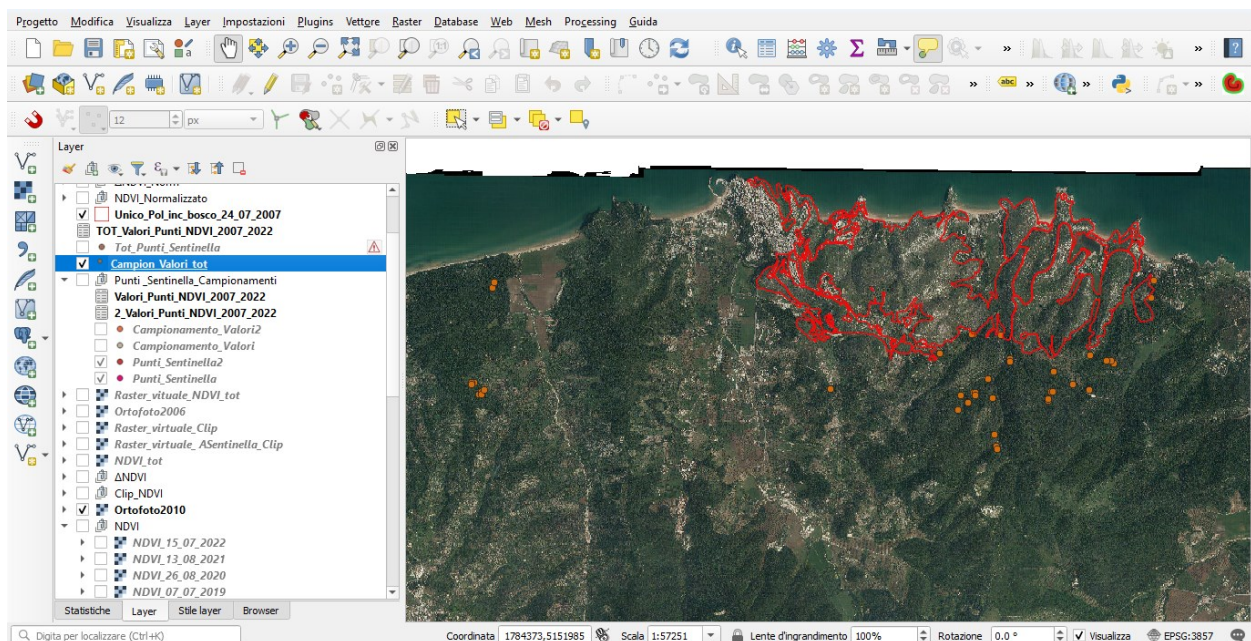 Progetto Modifica Visualizza Layer Impostazioni Plugins Vettore Raster Database Web Mesh Processing Guida
12 px
abc
Layer
NDVI_Normalizzato
Unico_Pol_inc_bosco_24_07_2007
TOT_Valori_Punti_NDVI_2007_2022
Tot_Punti_Sentinella
Campion_Valori_tot
Punti _Sentinella_Campionamenti
Valori_Punti_NDVI_2007_2022
2_Valori_Punti_NDVI_2007_2022
Campionamento_Valori2
Campionamento_Valori
Punti_Sentinella2
Punti_Sentinella
Raster_vituale_NDVI_tot
Ortofoto2006
Raster_virtuale_Clip
Raster_virtuale_ASentinella_Clip
NDVI_tot
ΔNDVI
Clip_NDVI
Ortofoto2010
NDVI
NDVI_15_07_2022
NDVI_13_08_2021
NDVI_26_08_2020
NDVI_07_07_2019
Statistiche Layer Stile layer Browser
Digita per localizzare (Ctrl+K) Coordinata 1784373,5151985 Scala 1:57251 Lente d'ingrandimento 100% Rotazione 0.0 ° Visualizza EPSG:3857